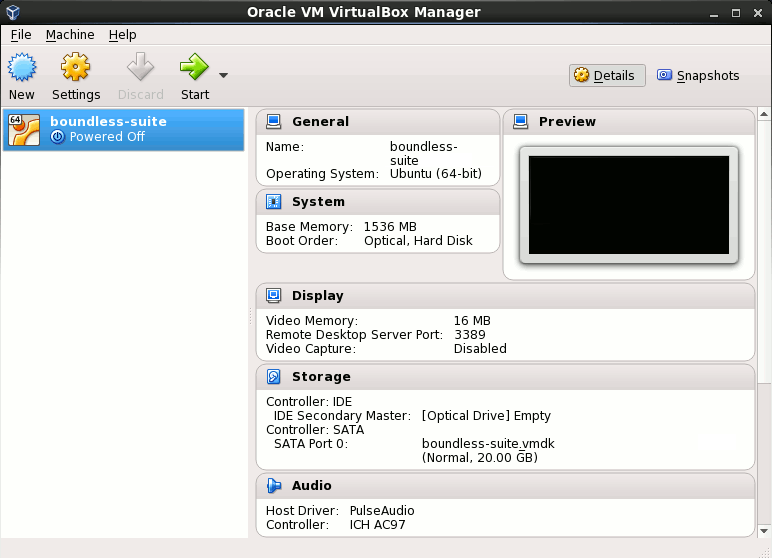 Oracle VM VirtualBox Manager
File Machine Help
New Settings Discard Start Details Snapshots
64 boundless-suite
Powered Off
General
Name: boundless-
suite
Operating System: Ubuntu (64-bit)
Preview
System
Base Memory: 1536 MB
Boot Order: Optical, Hard Disk
Display
Video Memory: 16 MB
Remote Desktop Server Port: 3389
Video Capture: Disabled
Storage
Controller: IDE
IDE Secondary Master: [Optical Drive] Empty
Controller: SATA
SATA Port 0: boundless-suite.vmdk
(Normal, 20.00 GB)
Audio
Host Driver: PulseAudio
Controller: ICH AC97